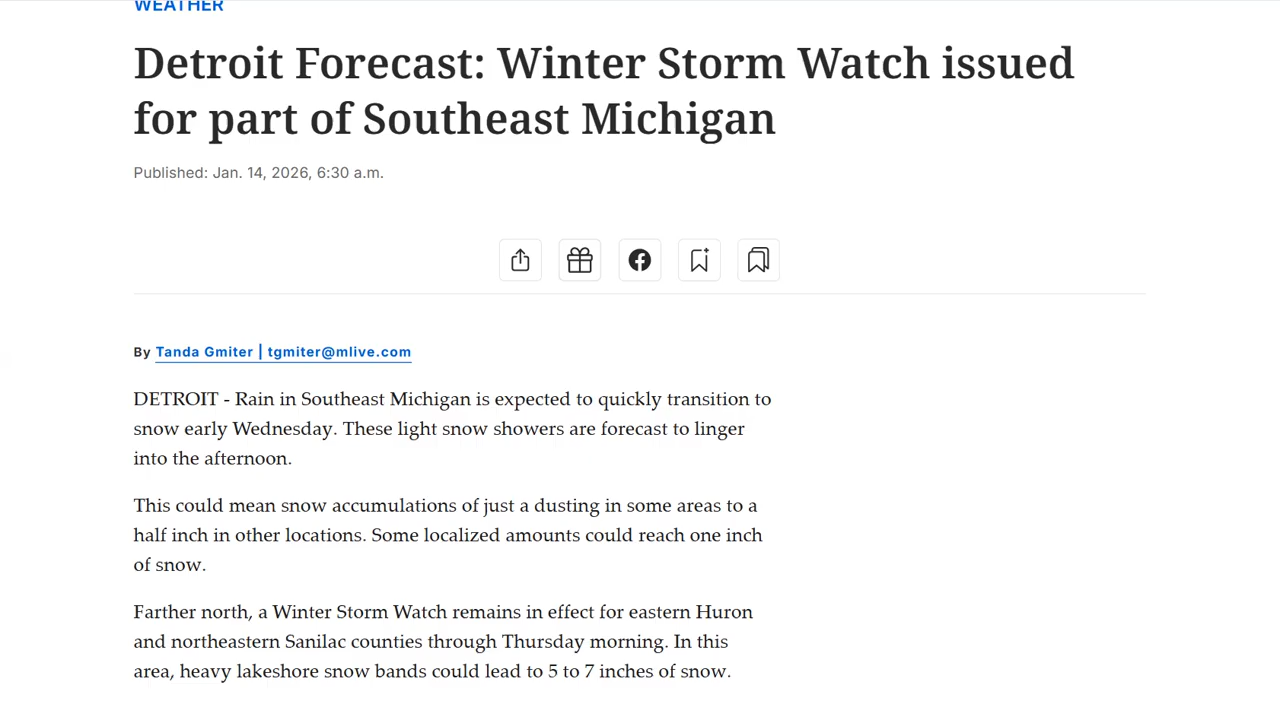 WEATHER
Detroit Forecast: Winter Storm Watch issued
for part of Southeast Michigan
Published: Jan. 14, 2026, 6:30 a.m.
By Tanda Gmiter | tgmiter@mlive.com
DETROIT - Rain in Southeast Michigan is expected to quickly transition to
snow early Wednesday. These light snow showers are forecast to linger
into the afternoon.
This could mean snow accumulations of just a dusting in some areas to a
half inch in other locations. Some localized amounts could reach one inch
of snow.
Farther north, a Winter Storm Watch remains in effect for eastern Huron
and northeastern Sanilac counties through Thursday morning. In this
area, heavy lakeshore snow bands could lead to 5 to 7 inches of snow.